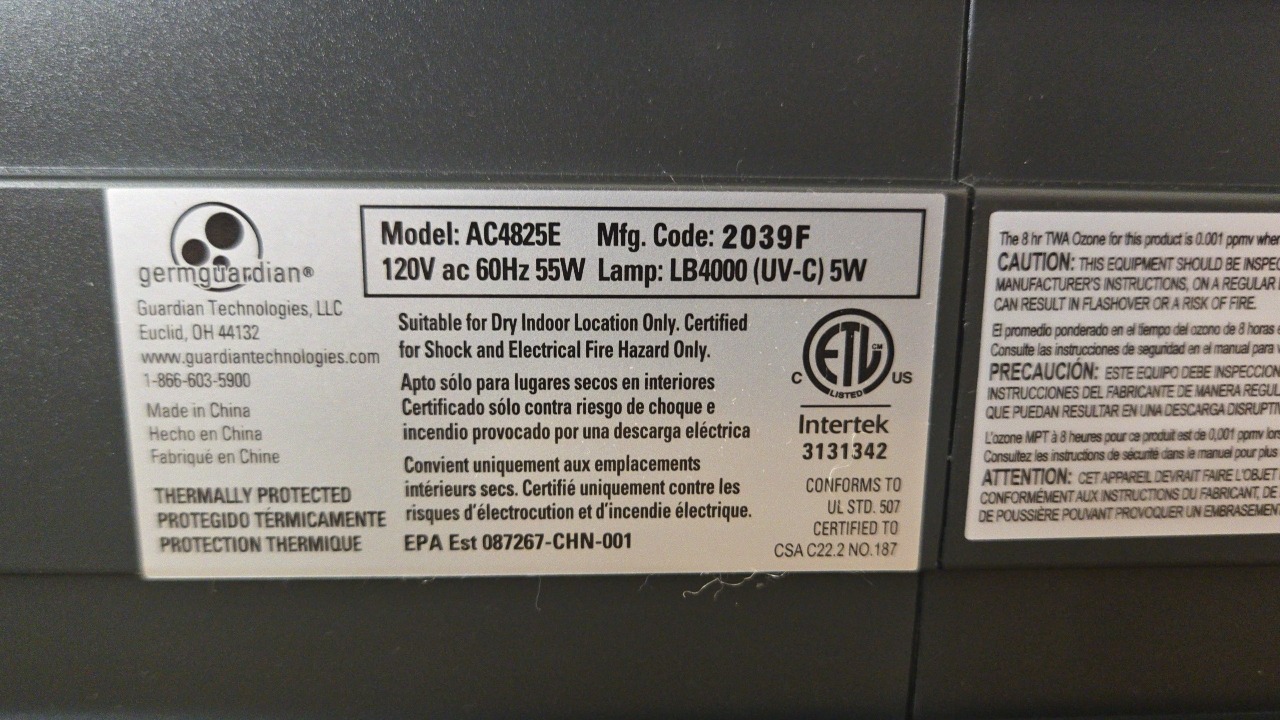 germguardian®
Guardian Technologies, LLC
Euclid, OH 44132
www.guardiantechnologies.com
1-866-603-5900
Made in China
Hecho en China
Fabriqué en Chine
THERMALLY PROTECTED
PROTEGIDO TÉRMICAMENTE
PROTECTION THERMIQUE
Model: AC4825E Mfg. Code: 2039F
120V ac 60Hz 55W Lamp: LB4000 (UV-C) 5W
Suitable for Dry Indoor Location Only. Certified
for Shock and Electrical Fire Hazard Only.
Apto sólo para lugares secos en interiores
Certificado sólo contra riesgo de choque e
incendio provocado por una descarga eléctrica
Convient uniquement aux emplacements
intérieurs secs. Certifié uniquement contre les
risques d'électrocution et d'incendie électrique.
EPA Est 087267-CHN-001
ETL CM
C US
LISTED
Intertek
3131342
CONFORMS TO
UL STD. 507
CERTIFIED TO
CSA C22.2 NO. 187
The 8 hr TWA Ozone for this product is 0.001 ppmv
CAUTION: THIS EQUIPMENT SHOULD BE
MANUFACTURER'S INSTRUCTIONS, ON A REGULAR
CAN RESULT IN FLASHOVER OR A RISK OF FIRE.
El promedio ponderado en el tiempo del ozono de 8 horas
Consulte las instrucciones de seguridad en el manual para
PRECAUCIÓN: ESTE EQUIPO DEBE
INSTRUCCIONES DEL FABRICANTE DE MANERA
QUE PUEDAN RESULTAR EN UNA DESCARGA
L'ozone MPT à 8 heures pour ce produit est de 0,001 ppmv
Consultez les instructions de sécurité dans le manuel pour plus
ATTENTION: CET APPAREIL DEVRAIT FAIRE L'OBJET
CONFORMÉMENT AUX INSTRUCTIONS DU FABRICANT, DE
DE POUSSIÈRE POUVANT PROVOQUER UN